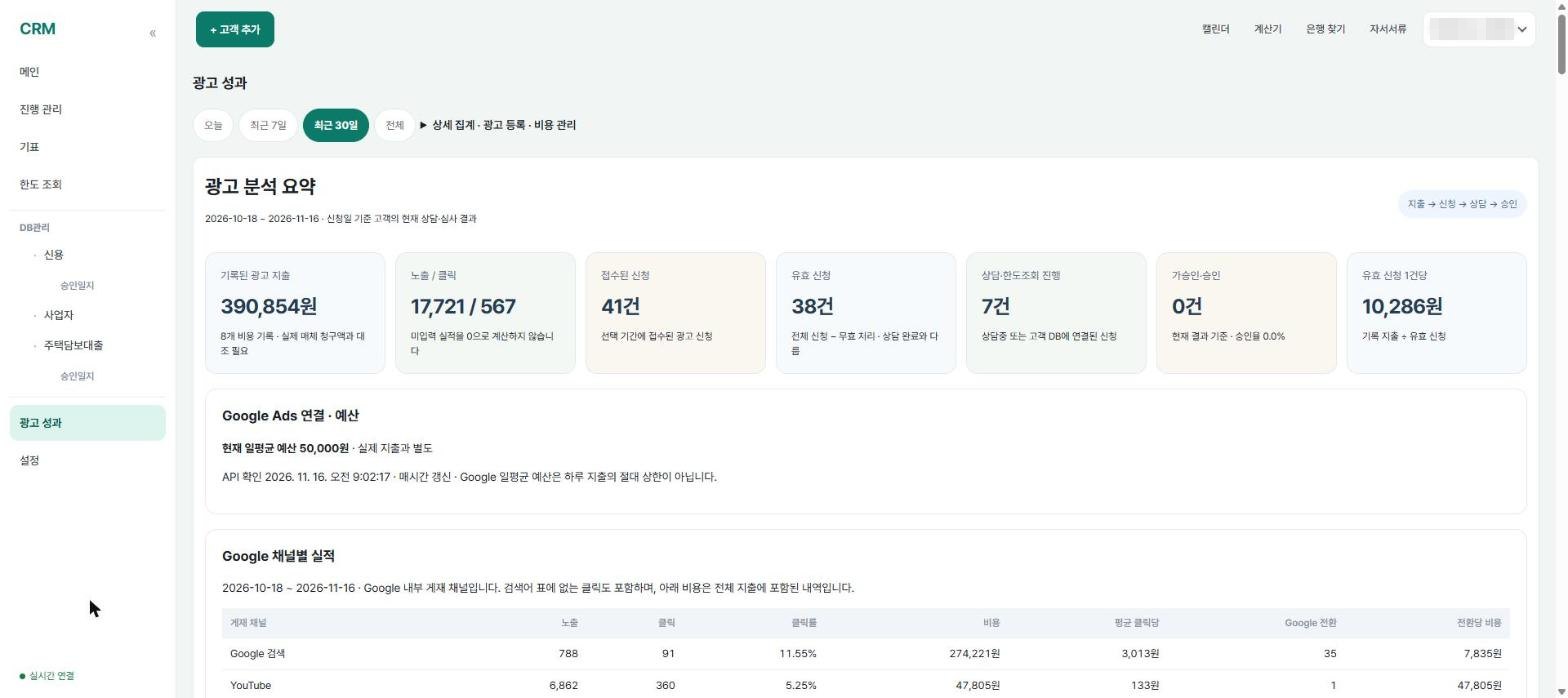 CRM
«
메인
진행 관리
기표
한도 조회
DB관리
· 신용
승인일지
· 사업자
· 주택담보대출
승인일지
광고 성과
설정
● 실시간 연결
+ 고객 추가
캘린더 계산기 은행 찾기 자서서류
광고 성과
오늘 최근 7일 최근 30일 전체 ▶ 상세 집계 · 광고 등록 · 비용 관리
광고 분석 요약
2026-10-18 ~ 2026-11-16 · 신청일 기준 고객의 현재 상담·심사 결과
지출 → 신청 → 상담 → 승인
기록된 광고 지출
390,854원
8개 비용 기록 · 실제 매체 청구액과 대
조 필요
노출 / 클릭
17,721 / 567
미입력 실적을 0으로 계산하지 않습니
다
접수된 신청
41건
선택 기간에 접수된 광고 신청
유효 신청
38건
전체 신청 − 무효 처리 · 상담 완료와 다
름
상담·한도조회 진행
7건
상담중 또는 고객 DB에 연결된 신청
가승인·승인
0건
현재 결과 기준 · 승인율 0.0%
유효 신청 1건당
10,286원
기록 지출 ÷ 유효 신청
Google Ads 연결 · 예산
현재 일평균 예산 50,000원 · 실제 지출과 별도
API 확인 2026. 11. 16. 오전 9:02:17 · 매시간 갱신 · Google 일평균 예산은 하루 지출의 절대 상한이 아닙니다.
Google 채널별 실적
2026-10-18 ~ 2026-11-16 · Google 내부 게재 채널입니다. 검색어 표에 없는 클릭도 포함하며, 아래 비용은 전체 지출에 포함된 내역입니다.
게재 채널 노출 클릭 클릭률 비용 평균 클릭당 Google 전환 전환당 비용
Google 검색 788 91 11.55% 274,221원 3,013원 35 7,835원
YouTube 6,862 360 5.25% 47,805원 133원 1 47,805원